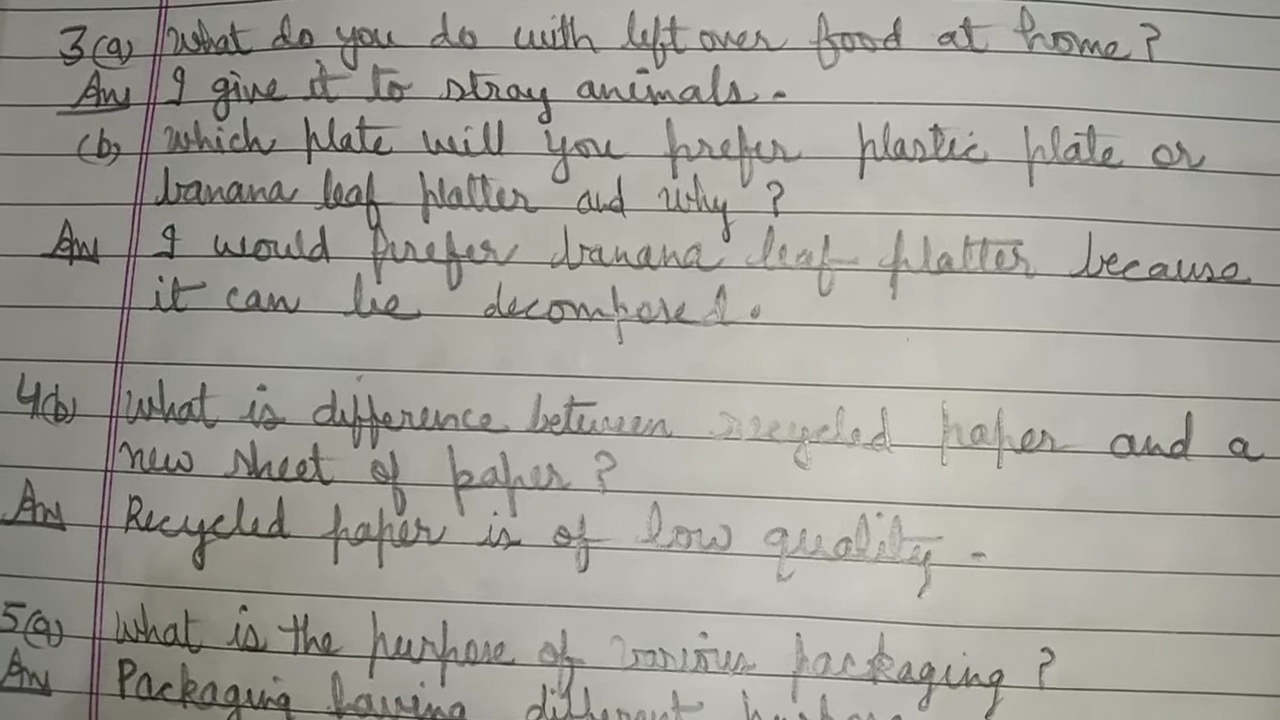 3(a) What do you do with left over food at home?
Ans I give it to stray animals.
(b) which plate will you prefer plastic plate or
banana leaf platter and why?
Ans I would prefer banana leaf platter because
it can be decomposed.
4(b) What is difference between recycled paper and a
new sheet of paper?
Ans Recycled paper is of low quality.
5(a) What is the purpose of various packaging?
Ans Packaging having different